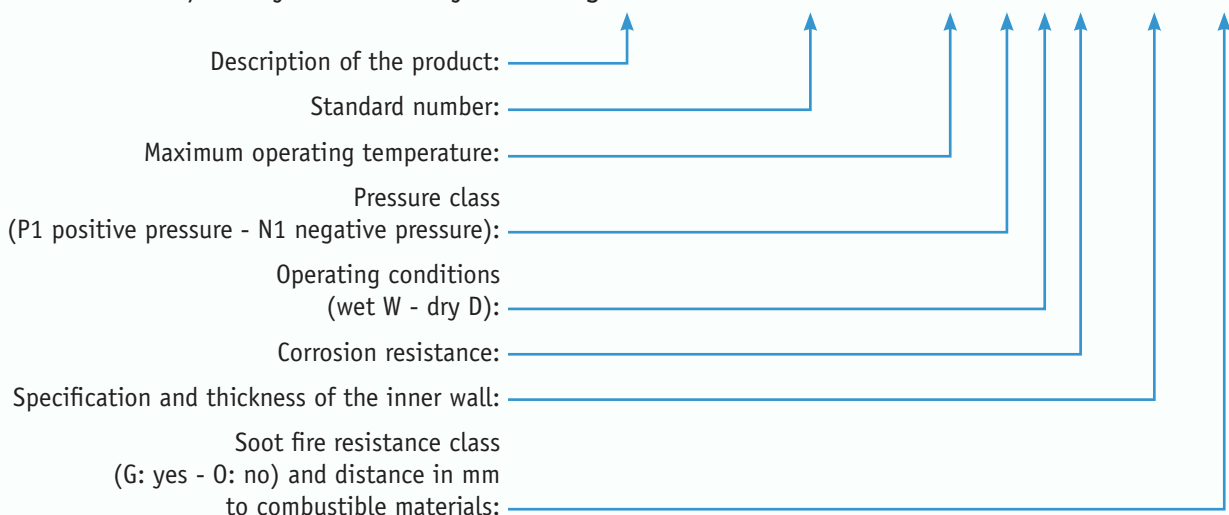 Description of the product:
Standard number:
Maximum operating temperature:
Pressure class
(P1 positive pressure - N1 negative pressure):
Operating conditions
(wet W - dry D):
Corrosion resistance:
Specification and thickness of the inner wall:
Soot fire resistance class
(G: yes - O: no) and distance in mm
to combustible materials: